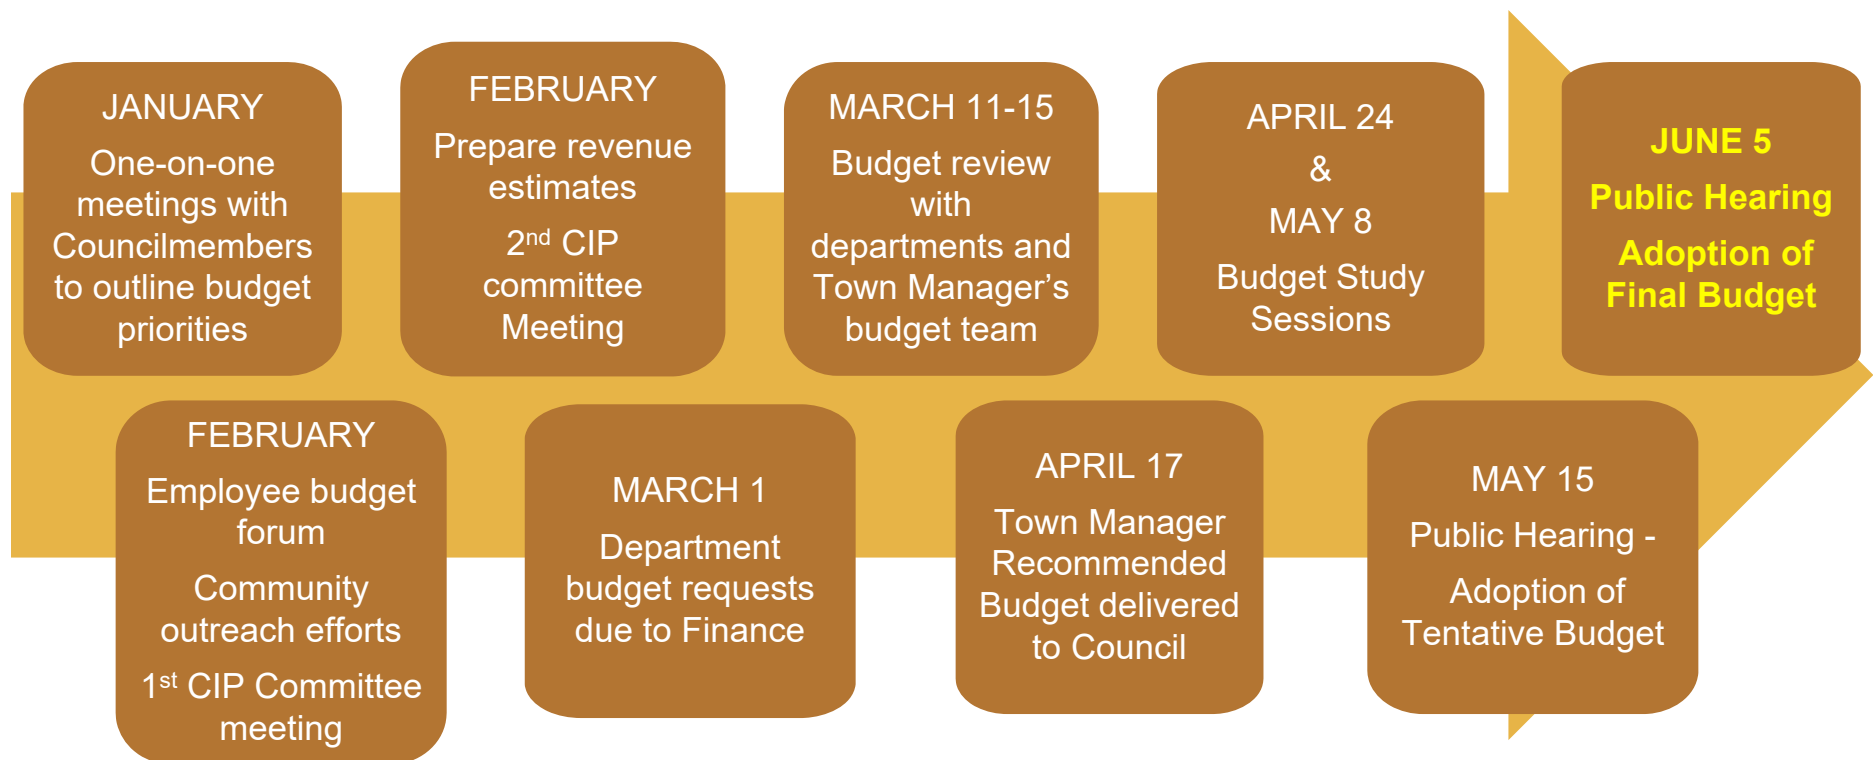 JANUARY
One-on-one
meetings with
Councilmembers
to outline budget
priorities
FEBRUARY
Employee budget
forum
Community
outreach efforts
1st CIP Committee
meeting
FEBRUARY
Prepare revenue
estimates
2nd CIP
committee
Meeting
MARCH 1
Department
budget requests
due to Finance
MARCH 11-15
Budget review
with
departments and
Town Manager’s
budget team
APRIL 17
Town Manager
Recommended
Budget delivered
to Council
APRIL 24
&
MAY 8
Budget Study
Sessions
MAY 15
Public Hearing -
Adoption of
Tentative Budget
JUNE 5
Public Hearing
Adoption of
Final Budget